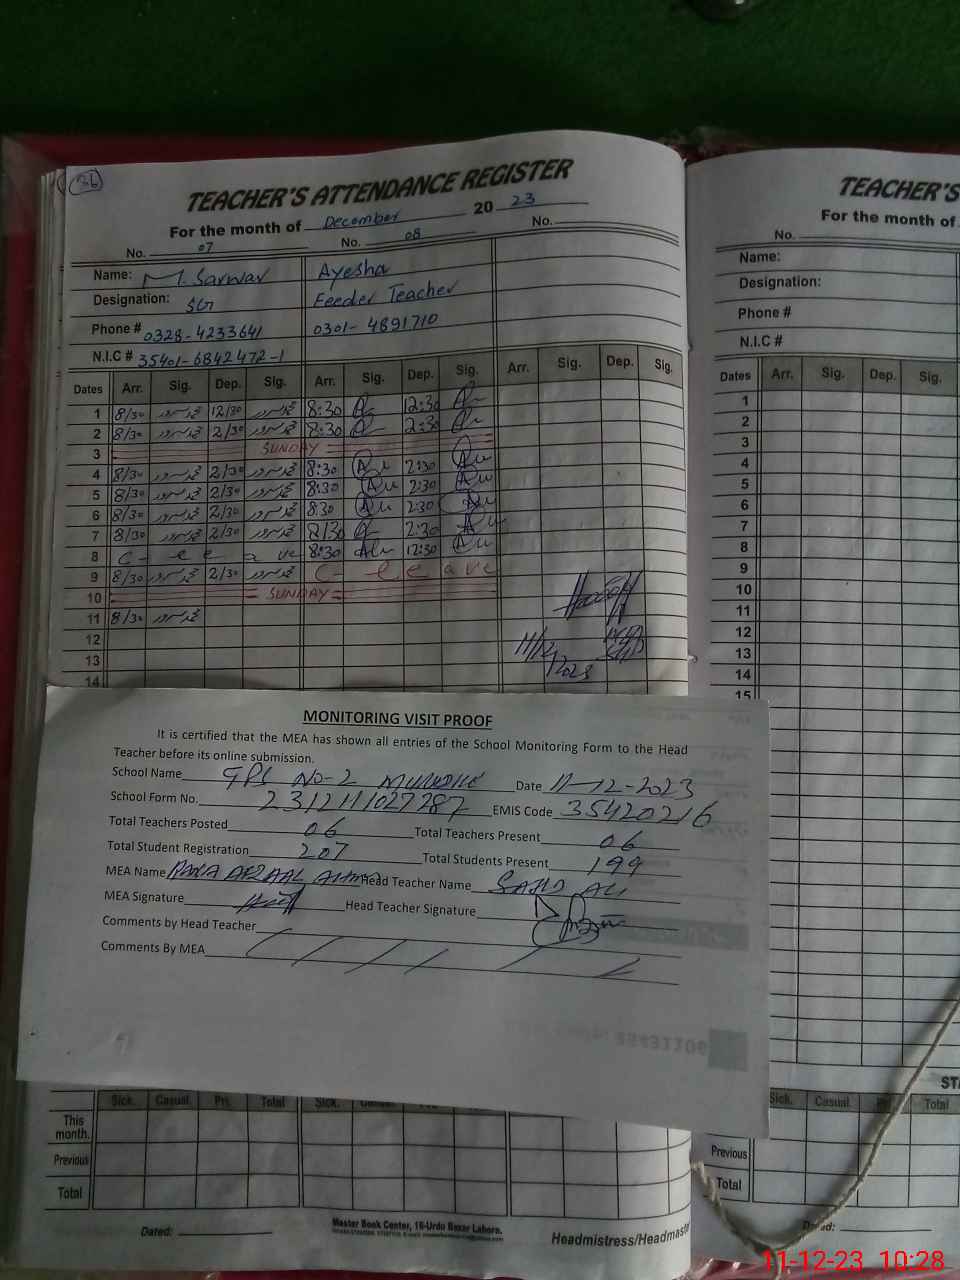 36
TEACHER'S ATTENDANCE REGISTER
For the month of December 20 23
No. 07 No. 08 No.
Name: M. Sarwar Ayesha
Designation: Feeder Teacher
Phone # 0328-4233641 0301-4891710
N.I.C # 35401-6842472-1
Dates Arr. Sig. Dep. Sig. Arr. Sig. Dep. Sig. Arr. Sig. Dep. Sig.
1 8/30 12/30 8:30 12:30
2 8/30 2/30 8:30 2:30
3 SUNDAY
4 8/30 2/30 8:30 2:30
5 8/30 2/30 8:30 2:30
6 8/30 2/30 8:30 2:30
7 8/30 2/30 8/30 2:30
8 C- leave 8:30 12:30
9 8/30 2/30 C- leave
10 SUNDAY
11 8/30
12
13
14
11/12/2023
MONITORING VISIT PROOF
It is certified that the MEA has shown all entries of the School Monitoring Form to the Head
Teacher before its online submission.
School Name GPS NO-2 Date 11-12-2023
School Form No. 2312111027287 EMIS Code 35420216
Total Teachers Posted 06 Total Teachers Present 06
Total Student Registration 207 Total Students Present 199
MEA Name Head Teacher Name SAJID ALI
MEA Signature Head Teacher Signature
Comments by Head Teacher
Comments By MEA
Sick. Casual. Pri. Total Sick.
This month.
Previous
Total
Dated:
Master Book Center, 16-Urdu Bazar Lahore.
Headmistress/Headmaste
TEACHER'S
For the month of
No.
Name:
Designation:
Phone #
N.I.C #
Dates Arr. Sig. Dep. Sig.
1
2
3
4
5
6
7
8
9
10
11
12
13
14
15
Sick. Casual. Total
Previous
Total
Dated:
11-12-23 10:28